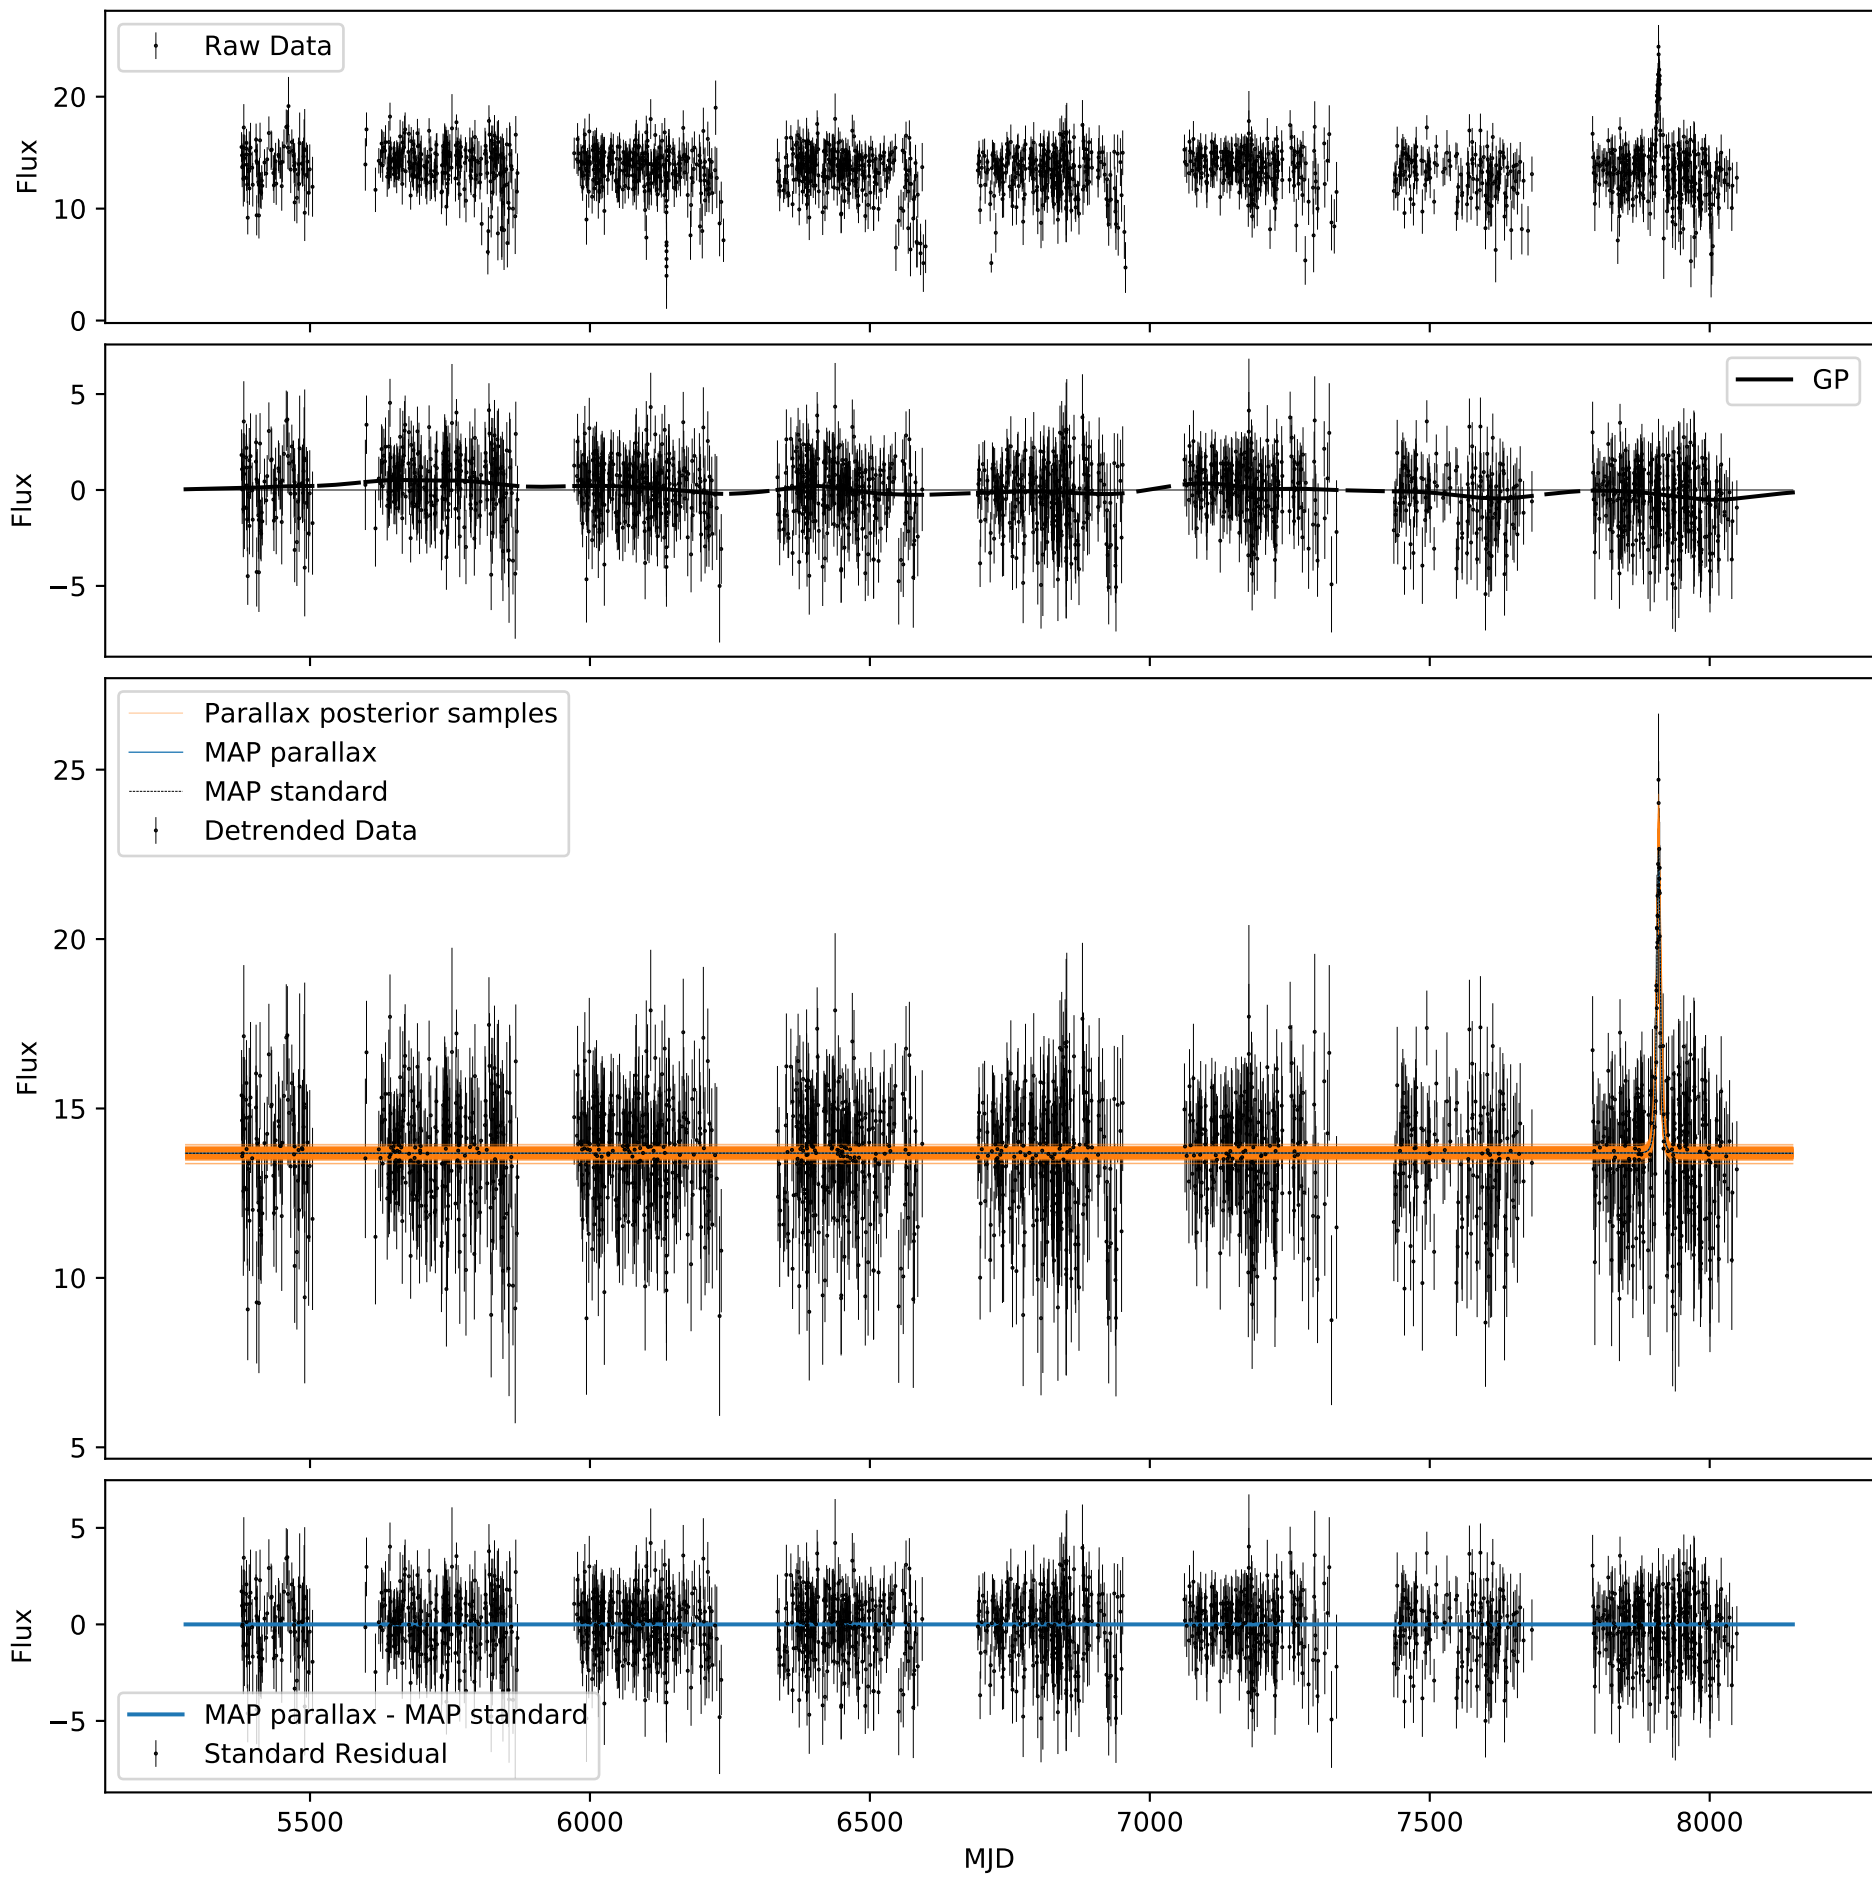 Raw Data
20
10
0
Flux
GP
5
0
−5
Flux
Parallax posterior samples
MAP parallax
MAP standard
Detrended Data
25
20
15
10
5
Flux
5
0
−5
Flux
MAP parallax - MAP standard
Standard Residual
5500 6000 6500 7000 7500 8000
MJD